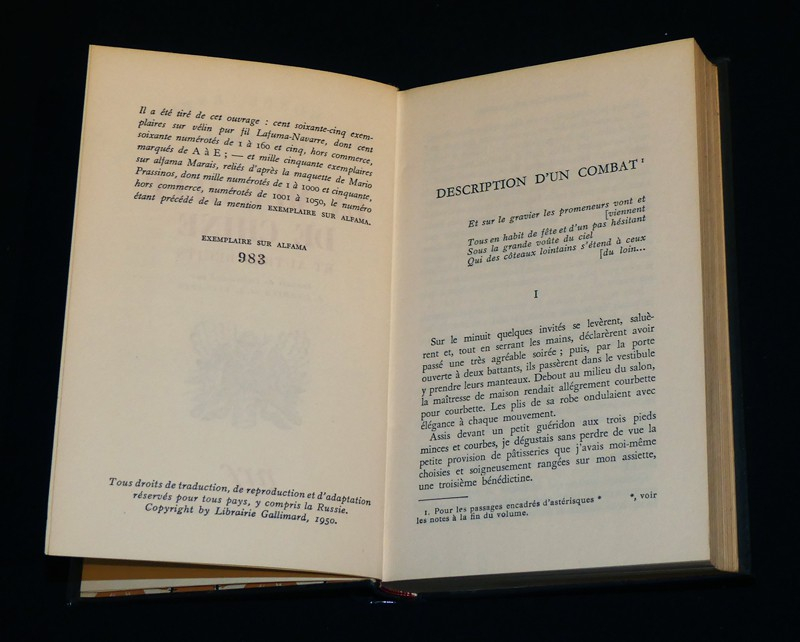 Il a été tiré de cet ouvrage : cent soixante-cinq exem-
plaires sur vélin pur fil Lafuma-Navarre, dont cent
soixante numérotés de 1 à 160 et cinq, hors commerce,
marqués de A à E ; — et mille cinquante exemplaires
sur alfama Marais, reliés d'après la maquette de Mario
Prassinos, dont mille numérotés de 1 à 1000 et cinquante,
hors commerce, numérotés de 1001 à 1050, le numéro
étant précédé de la mention EXEMPLAIRE SUR ALFAMA.
EXEMPLAIRE SUR ALFAMA
983
Tous droits de traduction, de reproduction et d'adaptation
réservés pour tous pays, y compris la Russie.
Copyright by Librairie Gallimard, 1950.
DESCRIPTION D'UN COMBAT¹
Et sur le gravier les promeneurs vont et
[viennent
Tous en habit de fête et d'un pas hésitant
Sous la grande voûte du ciel
Qui des côteaux lointains s'étend à ceux
[du loin...
I
Sur le minuit quelques invités se levèrent, saluè-
rent et, tout en serrant les mains, déclarèrent avoir
passé une très agréable soirée ; puis, par la porte
ouverte à deux battants, ils passèrent dans le vestibule
y prendre leurs manteaux. Debout au milieu du salon,
la maîtresse de maison rendait allégrement courbette
pour courbette. Les plis de sa robe ondulaient avec
élégance à chaque mouvement.
Assis devant un petit guéridon aux trois pieds
minces et courbes, je dégustais sans perdre de vue la
petite provision de pâtisseries que j'avais moi-même
choisies et soigneusement rangées sur mon assiette,
une troisième bénédictine.
1. Pour les passages encadrés d'astérisques * *, voir
les notes à la fin du volume.